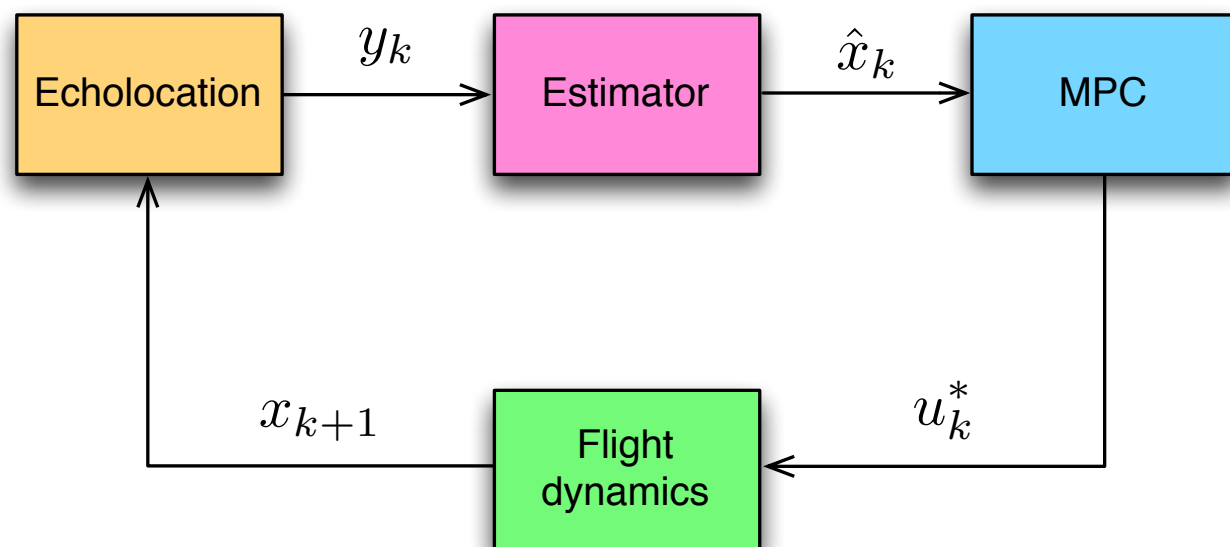 Echolocation
y_k
Estimator
x̂_k
MPC
x_{k+1}
Flight
dynamics
u_k^*